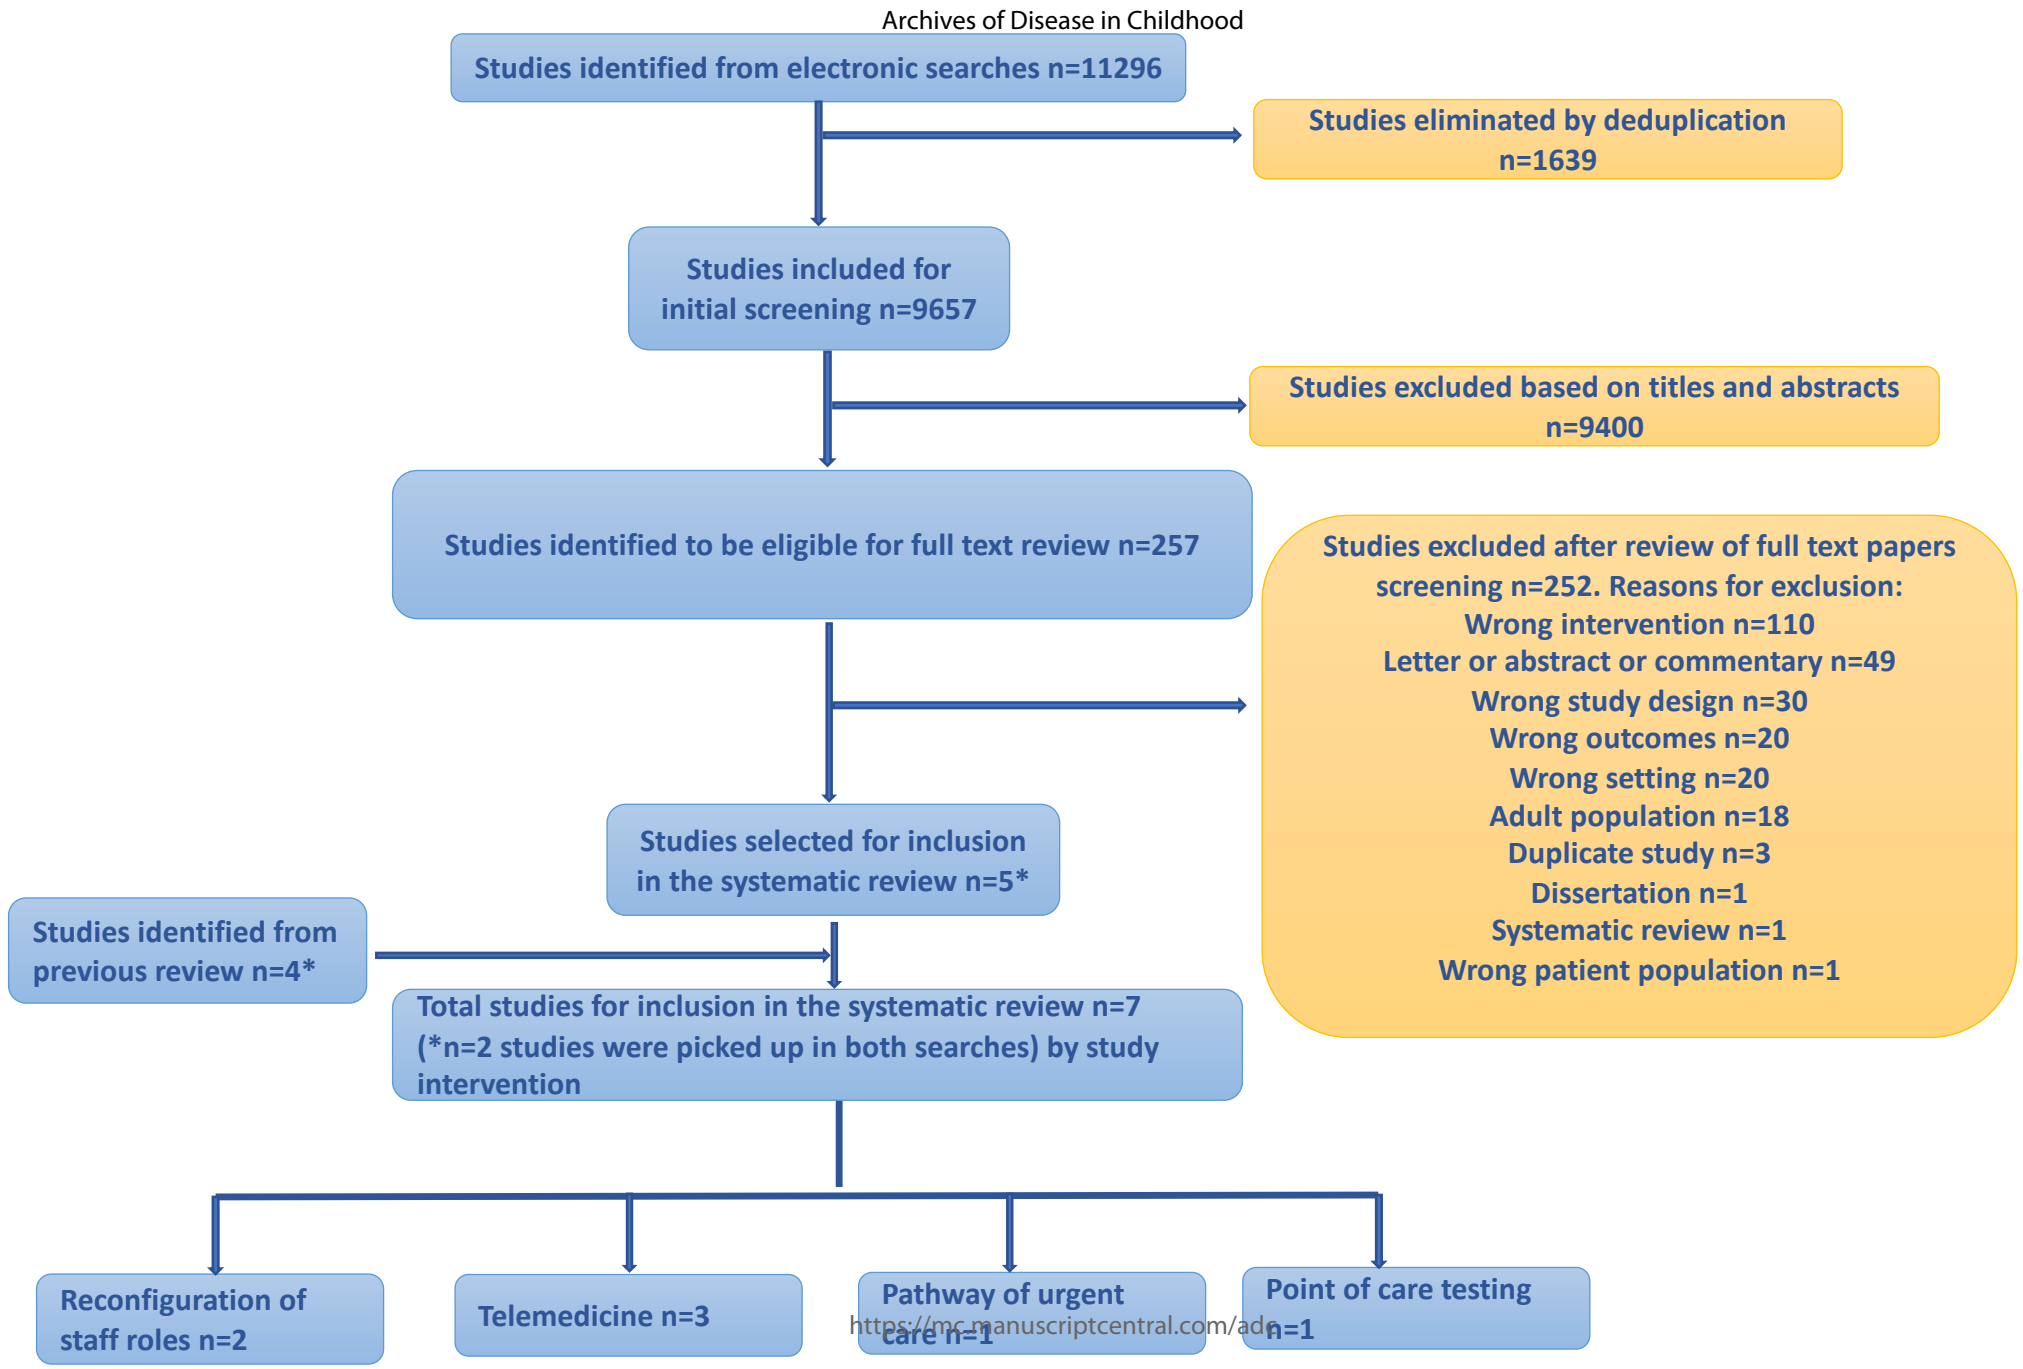 Archives of Disease in Childhood
Studies identified from electronic searches n=11296
Studies eliminated by deduplication
n=1639
Studies included for
initial screening n=9657
Studies excluded based on titles and abstracts
n=9400
Studies identified to be eligible for full text review n=257
Studies excluded after review of full text papers
screening n=252. Reasons for exclusion:
Wrong intervention n=110
Letter or abstract or commentary n=49
Wrong study design n=30
Wrong outcomes n=20
Wrong setting n=20
Adult population n=18
Duplicate study n=3
Dissertation n=1
Systematic review n=1
Wrong patient population n=1
Studies selected for inclusion
in the systematic review n=5*
Studies identified from
previous review n=4*
Total studies for inclusion in the systematic review n=7
(*n=2 studies were picked up in both searches) by study
intervention
Reconfiguration of
staff roles n=2
Telemedicine n=3
Pathway of urgent
care n=1
Point of care testing
n=1
https://mc.manuscriptcentral.com/adc